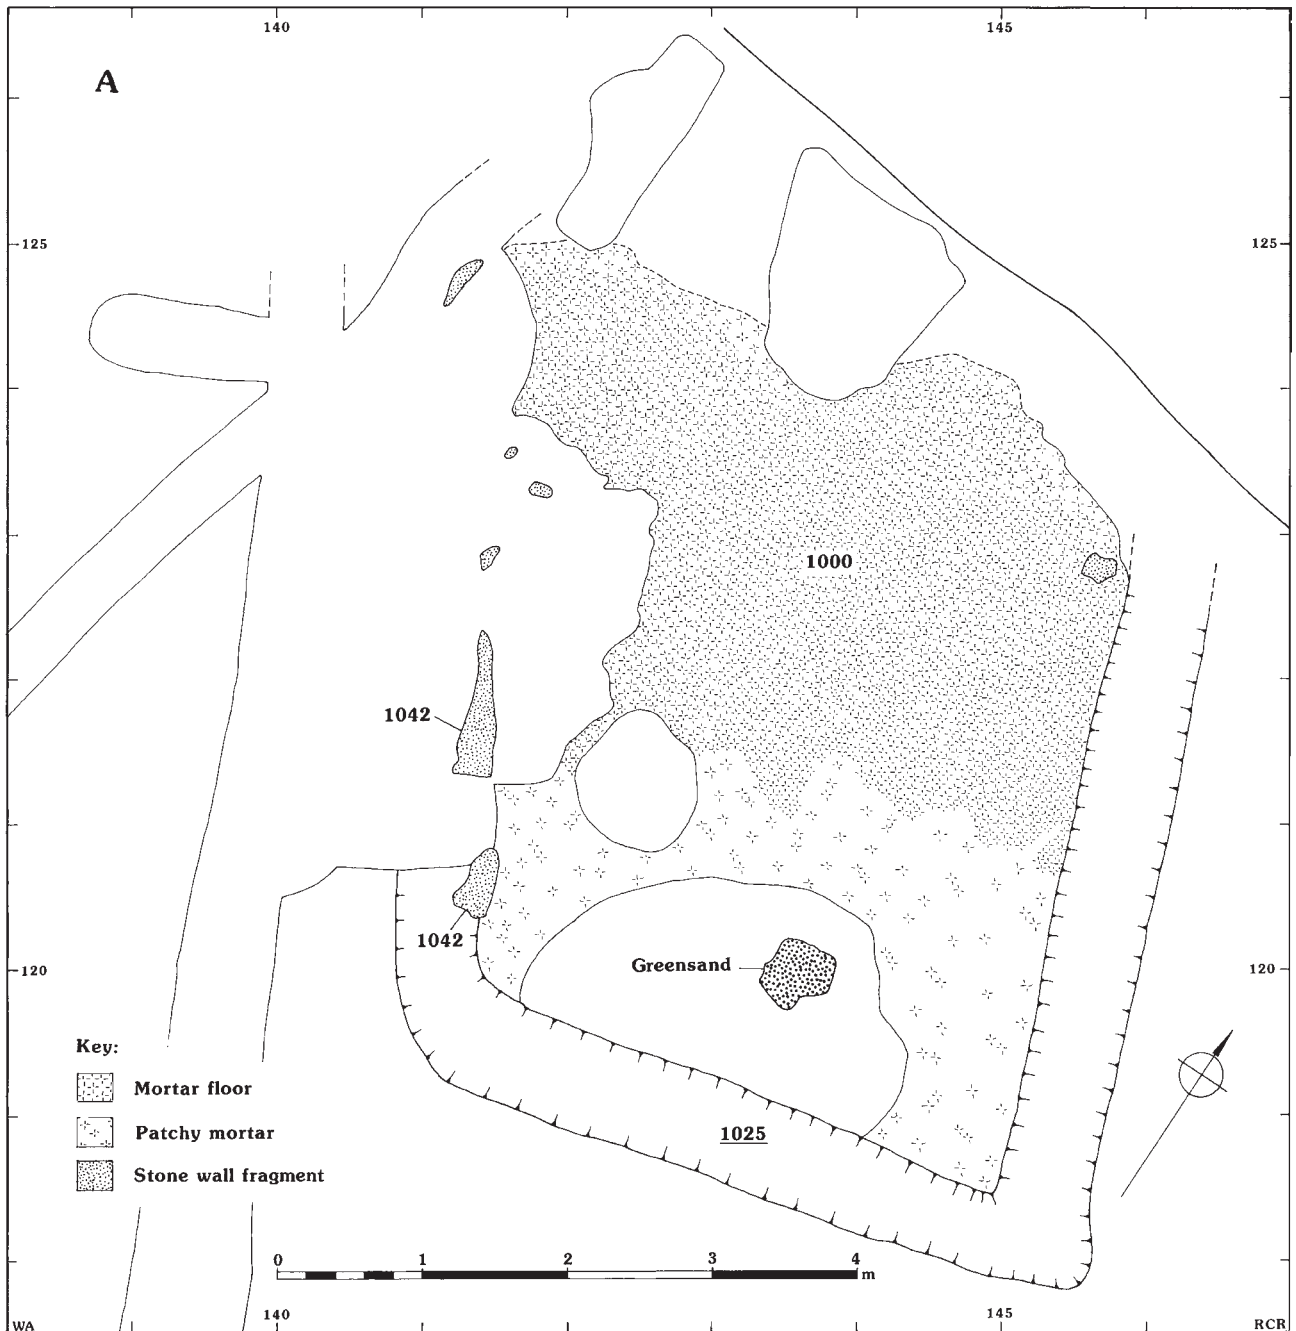 140 145
A
125 125
1000
1042
1042
Greensand
120 120
Key:
Mortar floor
Patchy mortar
Stone wall fragment
1025
0 1 2 3 4 m
140 145
WA RCR